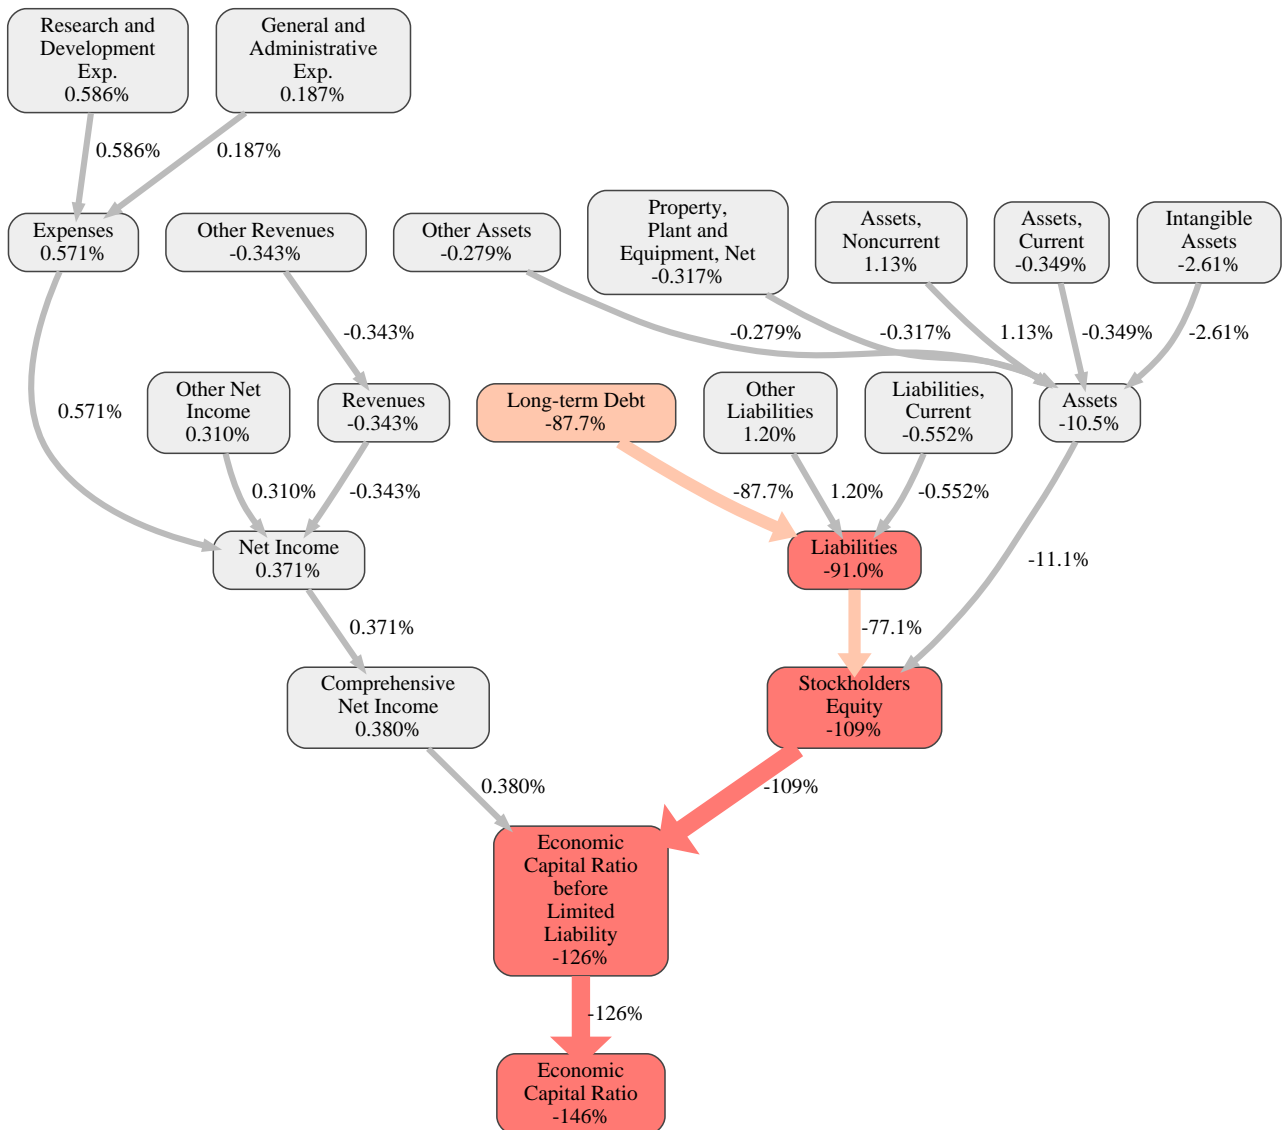 Research and
Development
Exp.
0.586%
General and
Administrative
Exp.
0.187%
0.586%
0.187%
Expenses
0.571%
Other Revenues
-0.343%
Other Assets
-0.279%
Property,
Plant and
Equipment, Net
-0.317%
Assets,
Noncurrent
1.13%
Assets,
Current
-0.349%
Intangible
Assets
-2.61%
-0.343%
-0.279%
-0.317%
1.13%
-0.349%
-2.61%
0.571%
Other Net
Income
0.310%
Revenues
-0.343%
Long-term Debt
-87.7%
Other
Liabilities
1.20%
Liabilities,
Current
-0.552%
Assets
-10.5%
0.310%
-0.343%
-87.7%
1.20%
-0.552%
Net Income
0.371%
Liabilities
-91.0%
-11.1%
0.371%
-77.1%
Comprehensive
Net Income
0.380%
Stockholders
Equity
-109%
0.380%
-109%
Economic
Capital Ratio
before
Limited
Liability
-126%
-126%
Economic
Capital Ratio
-146%